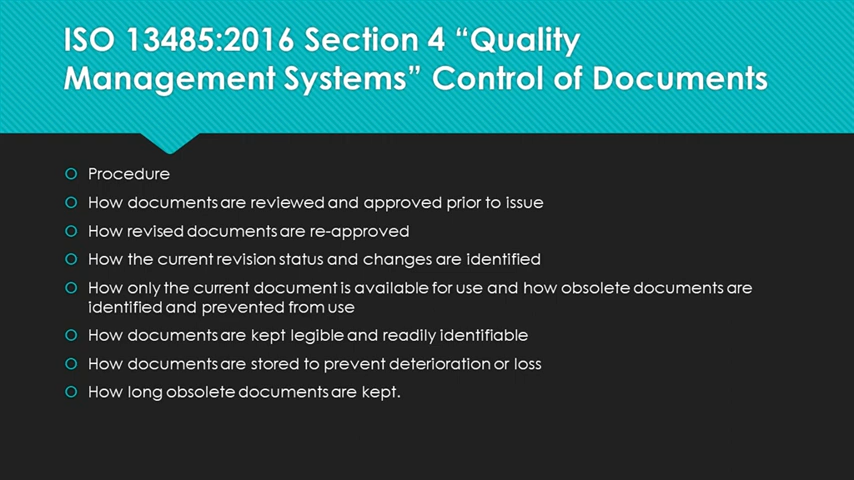 ISO 13485:2016 Section 4 “Quality
Management Systems” Control of Documents
Procedure
How documents are reviewed and approved prior to issue
How revised documents are re-approved
How the current revision status and changes are identified
How only the current document is available for use and how obsolete documents are
identified and prevented from use
How documents are kept legible and readily identifiable
How documents are stored to prevent deterioration or loss
How long obsolete documents are kept.